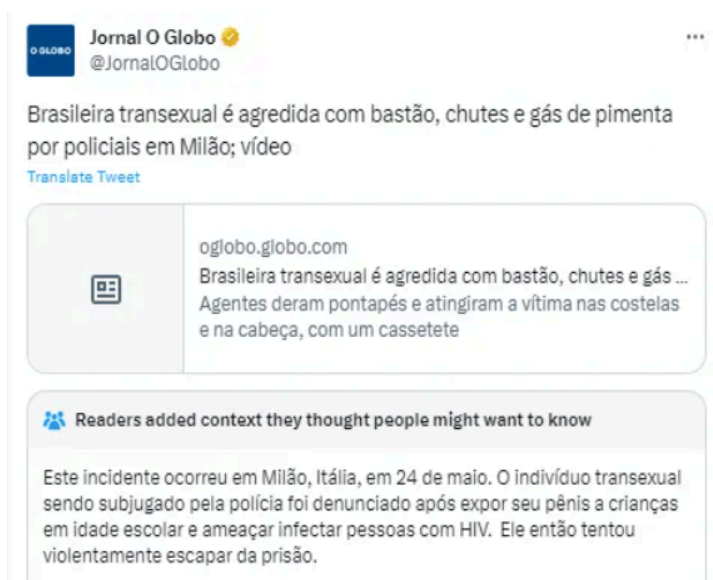 O GLOBO
Jornal O Globo
@JornalOGlobo
Brasileira transexual é agredida com bastão, chutes e gás de pimenta
por policiais em Milão; vídeo
Translate Tweet
oglobo.globo.com
Brasileira transexual é agredida com bastão, chutes e gás ...
Agentes deram pontapés e atingiram a vítima nas costelas
e na cabeça, com um cassetete
Readers added context they thought people might want to know
Este incidente ocorreu em Milão, Itália, em 24 de maio. O indivíduo transexual
sendo subjugado pela polícia foi denunciado após expor seu pênis a crianças
em idade escolar e ameaçar infectar pessoas com HIV. Ele então tentou
violentamente escapar da prisão.